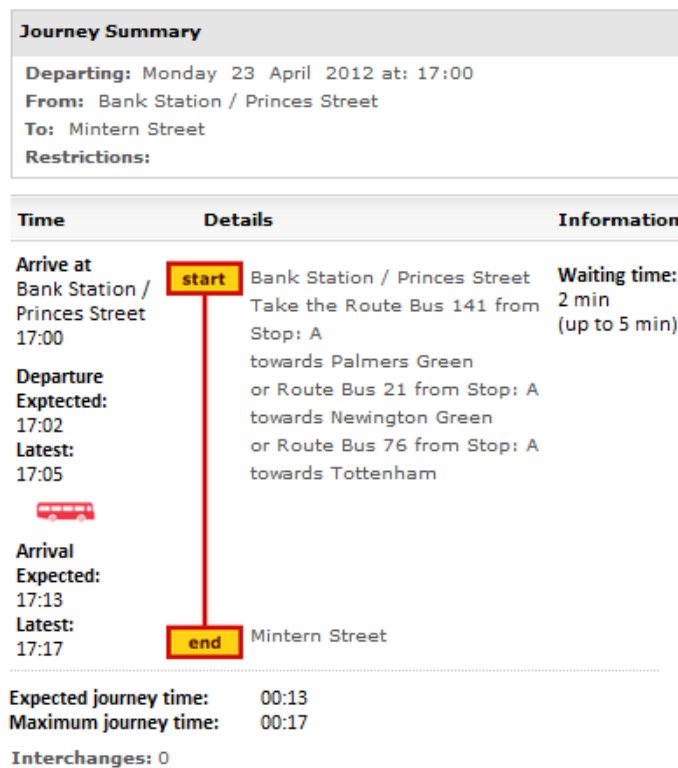 Journey Summary
Departing: Monday 23 April 2012 at: 17:00
From: Bank Station / Princes Street
To: Mintern Street
Restrictions:
Time Details Information
Arrive at
Bank Station /
Princes Street
17:00
Departure
Exptected:
17:02
Latest:
17:05
Arrival
Expected:
17:13
Latest:
17:17
start
Bank Station / Princes Street
Take the Route Bus 141 from
Stop: A
towards Palmers Green
or Route Bus 21 from Stop: A
towards Newington Green
or Route Bus 76 from Stop: A
towards Tottenham
end
Mintern Street
Waiting time:
2 min
(up to 5 min)
Expected journey time: 00:13
Maximum journey time: 00:17
Interchanges: 0